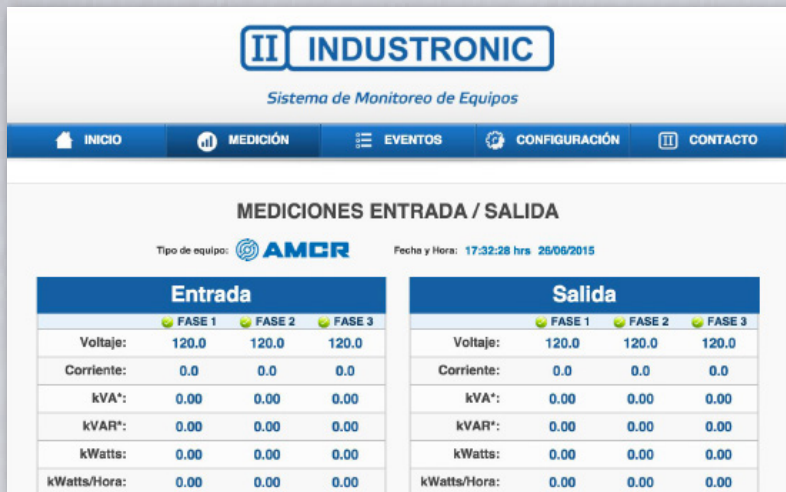 II INDUSTRONIC
Sistema de Monitoreo de Equipos
INICIO MEDICIÓN EVENTOS CONFIGURACIÓN II CONTACTO
MEDICIONES ENTRADA / SALIDA
Tipo de equipo: AMCR Fecha y Hora: 17:32:28 hrs 26/06/2015
Entrada Salida
FASE 1 FASE 2 FASE 3 FASE 1 FASE 2 FASE 3
Voltaje: 120.0 120.0 120.0 Voltaje: 120.0 120.0 120.0
Corriente: 0.0 0.0 0.0 Corriente: 0.0 0.0 0.0
kVA*: 0.00 0.00 0.00 kVA*: 0.00 0.00 0.00
kVAR*: 0.00 0.00 0.00 kVAR*: 0.00 0.00 0.00
kWatts: 0.00 0.00 0.00 kWatts: 0.00 0.00 0.00
kWatts/Hora: 0.00 0.00 0.00 kWatts/Hora: 0.00 0.00 0.00